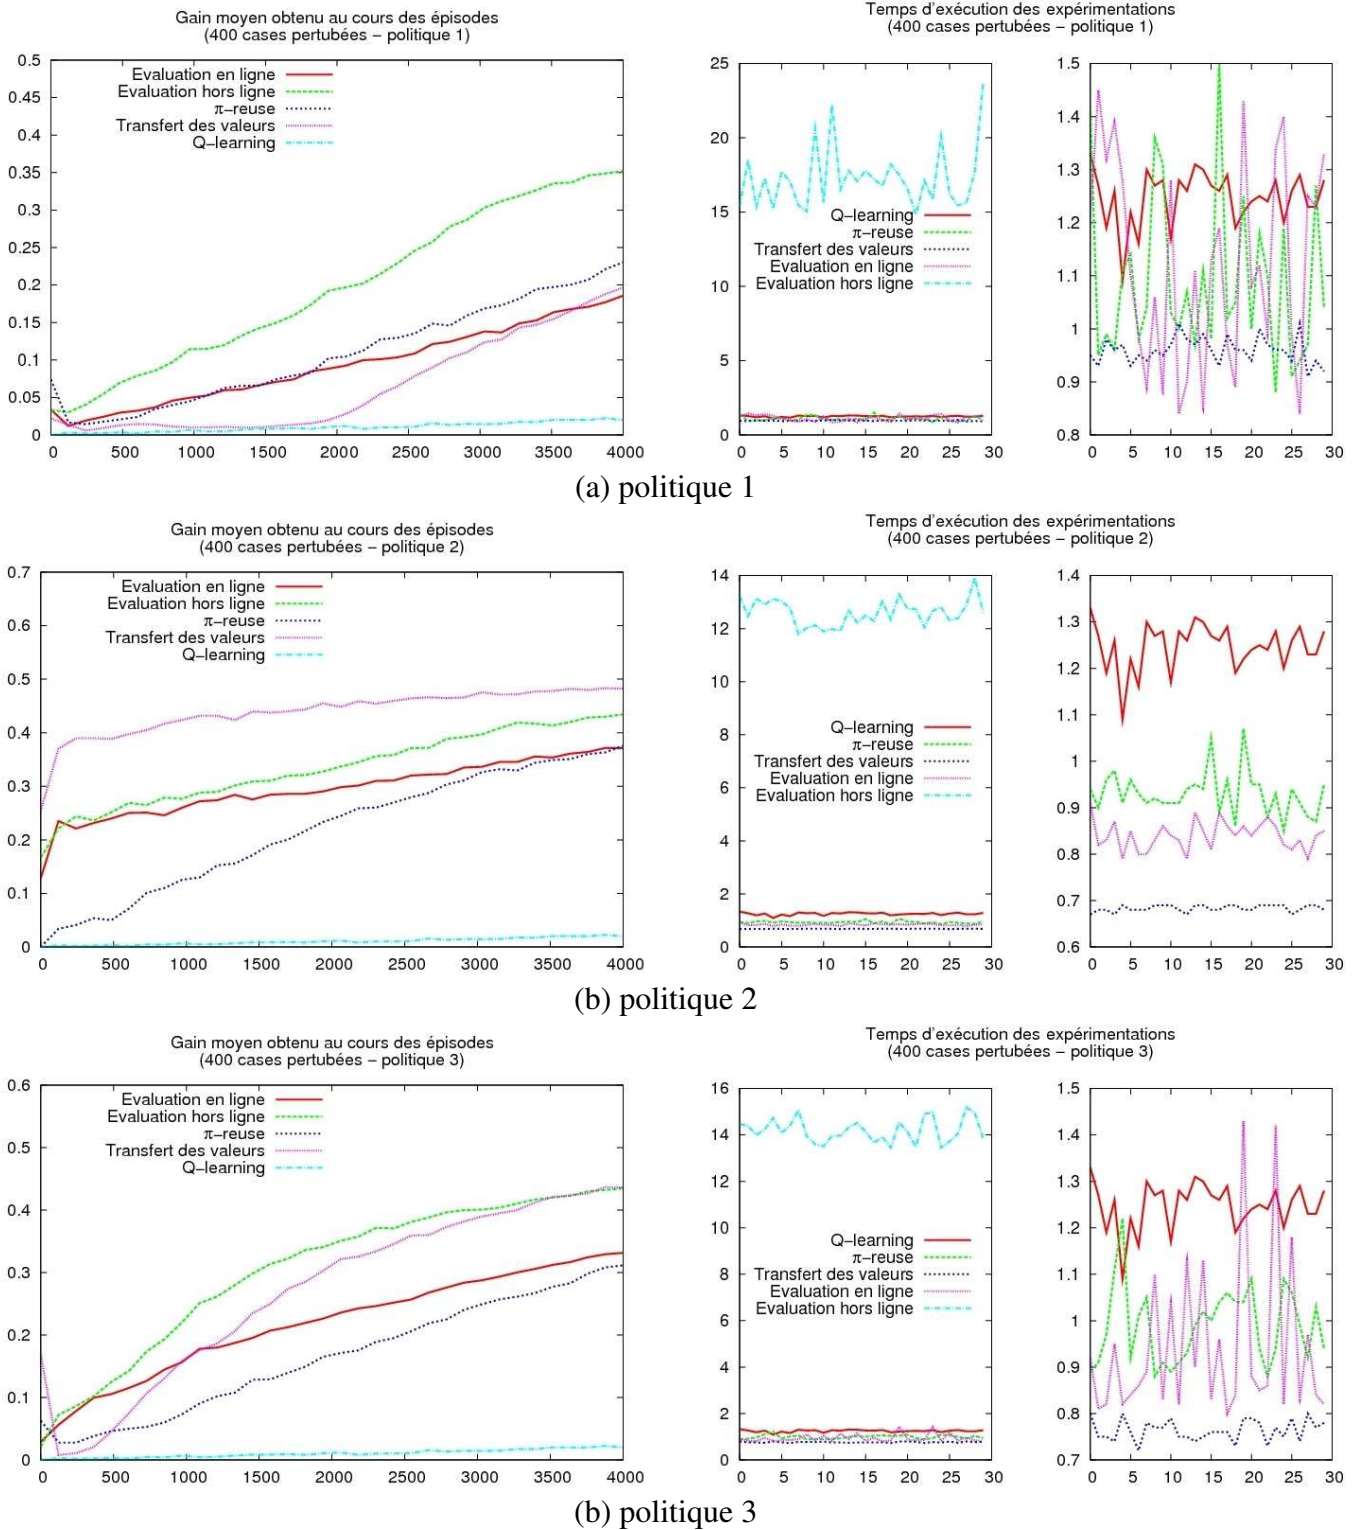 Gain moyen obtenu au cours des épisodes
(400 cases pertubées − politique 1)
0.5
0.45
0.4
0.35
0.3
0.25
0.2
0.15
0.1
0.05
0
Evaluation en ligne
Evaluation hors ligne
π−reuse
Transfert des valeurs
Q−learning
0 500 1000 1500 2000 2500 3000 3500 4000
Temps d'exécution des expérimentations
(400 cases pertubées − politique 1)
25
20
15
10
5
0
Q−learning
π−reuse
Transfert des valeurs
Evaluation en ligne
Evaluation hors ligne
0 5 10 15 20 25 30
1.5
1.4
1.3
1.2
1.1
1
0.9
0.8
0 5 10 15 20 25 30
(a) politique 1
Gain moyen obtenu au cours des épisodes
(400 cases pertubées − politique 2)
0.7
0.6
0.5
0.4
0.3
0.2
0.1
0
Evaluation en ligne
Evaluation hors ligne
π−reuse
Transfert des valeurs
Q−learning
0 500 1000 1500 2000 2500 3000 3500 4000
Temps d'exécution des expérimentations
(400 cases pertubées − politique 2)
14
12
10
8
6
4
2
0
Q−learning
π−reuse
Transfert des valeurs
Evaluation en ligne
Evaluation hors ligne
0 5 10 15 20 25 30
1.4
1.3
1.2
1.1
1
0.9
0.8
0.7
0.6
0 5 10 15 20 25 30
(b) politique 2
Gain moyen obtenu au cours des épisodes
(400 cases pertubées − politique 3)
0.6
0.5
0.4
0.3
0.2
0.1
0
Evaluation en ligne
Evaluation hors ligne
π−reuse
Transfert des valeurs
Q−learning
0 500 1000 1500 2000 2500 3000 3500 4000
Temps d'exécution des expérimentations
(400 cases pertubées − politique 3)
16
14
12
10
8
6
4
2
0
Q−learning
π−reuse
Transfert des valeurs
Evaluation en ligne
Evaluation hors ligne
0 5 10 15 20 25 30
1.5
1.4
1.3
1.2
1.1
1
0.9
0.8
0.7
0 5 10 15 20 25 30
(b) politique 3